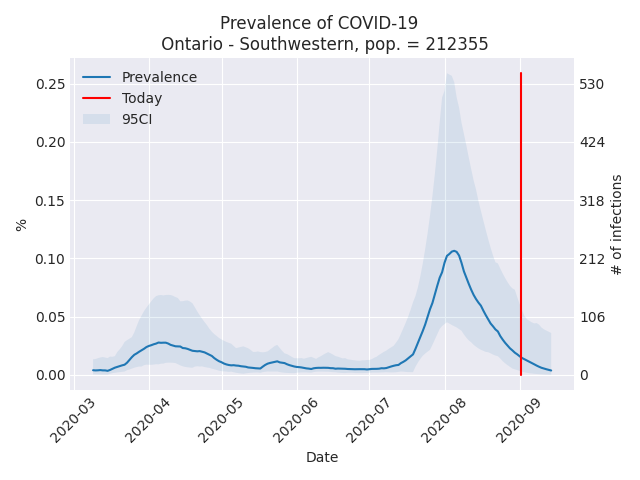 Prevalence of COVID-19
Ontario - Southwestern, pop. = 212355
Prevalence
Today
95CI
%
0.25
0.20
0.15
0.10
0.05
0.00
530
424
318
212
106
0
# of infections
2020-03
2020-04
2020-05
2020-06
2020-07
2020-08
2020-09
Date